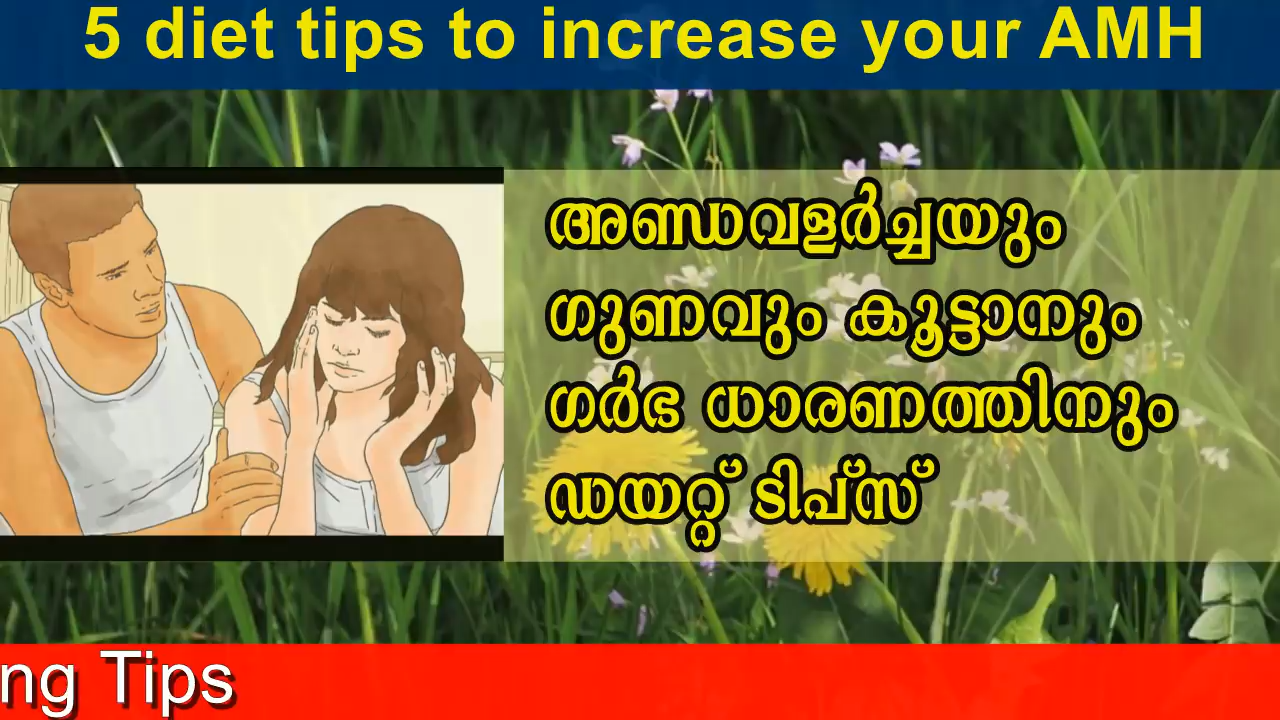 5 diet tips to increase your AMH
അണ്ഡവളർച്ചയും
ഗുണവും കൂട്ടാനും
ഗർഭ ധാരണത്തിനും
ഡയറ്റ് ടിപ്സ്
ng Tips